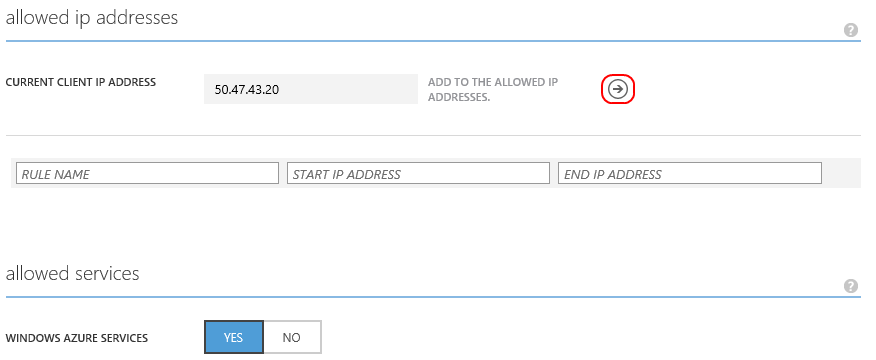 allowed ip addresses
?
CURRENT CLIENT IP ADDRESS
50.47.43.20
ADD TO THE ALLOWED IP
ADDRESSES.
RULE NAME
START IP ADDRESS
END IP ADDRESS
allowed services
?
WINDOWS AZURE SERVICES
YES
NO